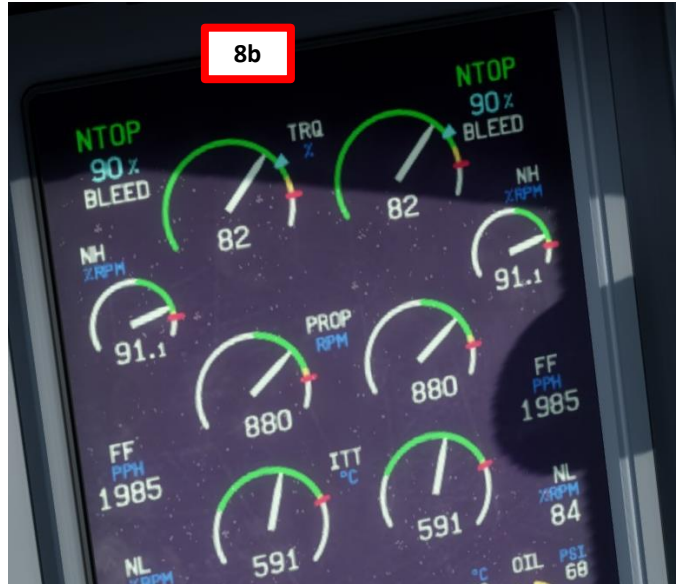 8b
NTOP
90%
BLEED
TRQ
%
NTOP
90%
BLEED
82
82
NH
%RPM
91.1
NH
%RPM
91.1
PROP
RPM
880
880
FF
PPH
1985
FF
PPH
1985
ITT
°C
591
591
NL
%RPM
84
NL
%RPM
°C OIL PSI
68